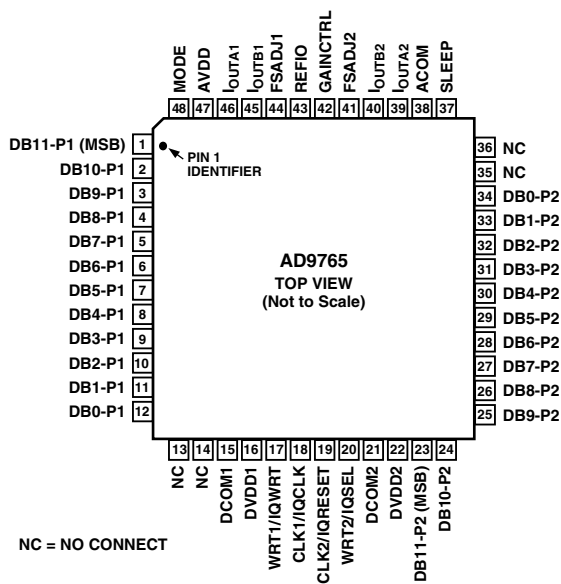 MODE
AVDD
IOUTA1
IOUTB1
FSADJ1
REFIO
GAINCTRL
FSADJ2
IOUTB2
IOUTA2
ACOM
SLEEP
48 47 46 45 44 43 42 41 40 39 38 37
DB11-P1 (MSB) 1
DB10-P1 2
DB9-P1 3
DB8-P1 4
DB7-P1 5
DB6-P1 6
DB5-P1 7
DB4-P1 8
DB3-P1 9
DB2-P1 10
DB1-P1 11
DB0-P1 12
PIN 1
IDENTIFIER
AD9765
TOP VIEW
(Not to Scale)
36 NC
35 NC
34 DB0-P2
33 DB1-P2
32 DB2-P2
31 DB3-P2
30 DB4-P2
29 DB5-P2
28 DB6-P2
27 DB7-P2
26 DB8-P2
25 DB9-P2
13 14 15 16 17 18 19 20 21 22 23 24
NC
NC
DCOM1
DVDD1
WRT1/IQWRT
CLK1/IQCLK
CLK2/IQRESET
WRT2/IQSEL
DCOM2
DVDD2
DB11-P2 (MSB)
DB10-P2
NC = NO CONNECT